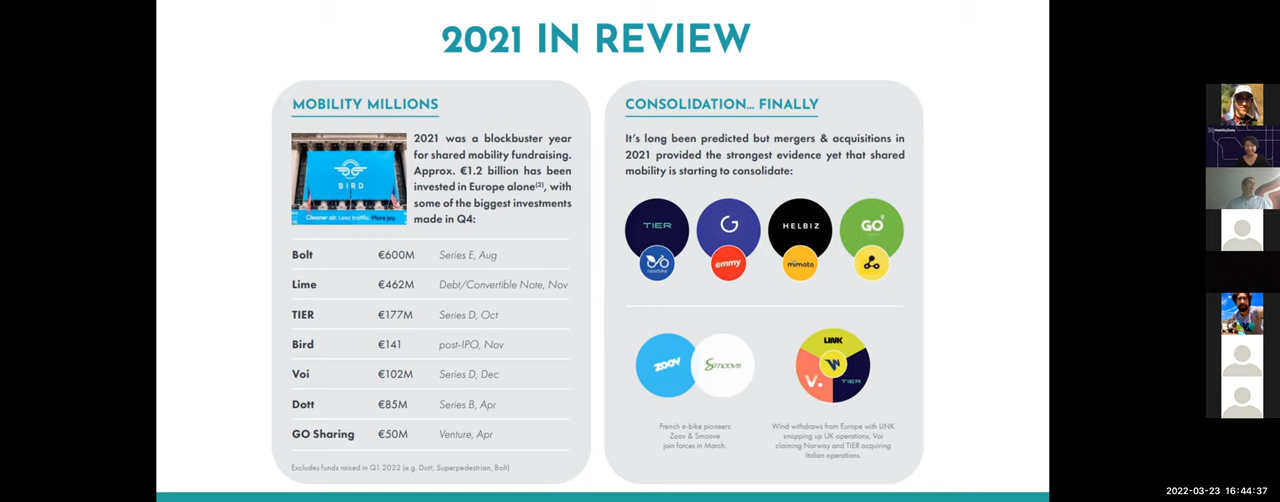 2021 IN REVIEW
MOBILITY MILLIONS
BIRD
Cleaner air. Less traffic. More joy.
2021 was a blockbuster year
for shared mobility fundraising.
Approx. €1.2 billion has been
invested in Europe alone(2), with
some of the biggest investments
made in Q4:
Bolt €600M Series E, Aug
Lime €462M Debt/Convertible Note, Nov
TIER €177M Series D, Oct
Bird €141 post-IPO, Nov
Voi €102M Series D, Dec
Dott €85M Series B, Apr
GO Sharing €50M Venture, Apr
Excludes funds raised in Q1 2022 (e.g. Dott, Superpedestrian, Bolt)
CONSOLIDATION... FINALLY
It's long been predicted but mergers & acquisitions in
2021 provided the strongest evidence yet that shared
mobility is starting to consolidate:
TIER G HELBIZ GO
nextbike emmy mimoto
ZOOV Smoove
LINK
W
V. TIER
French e-bike pioneers
Zoov & Smoove
join forces in March.
Wind withdraws from Europe with LINK
snapping up UK operations, Voi
claiming Norway and TIER acquiring
Italian operations.
MobilityData
2022-03-23 16:44:37